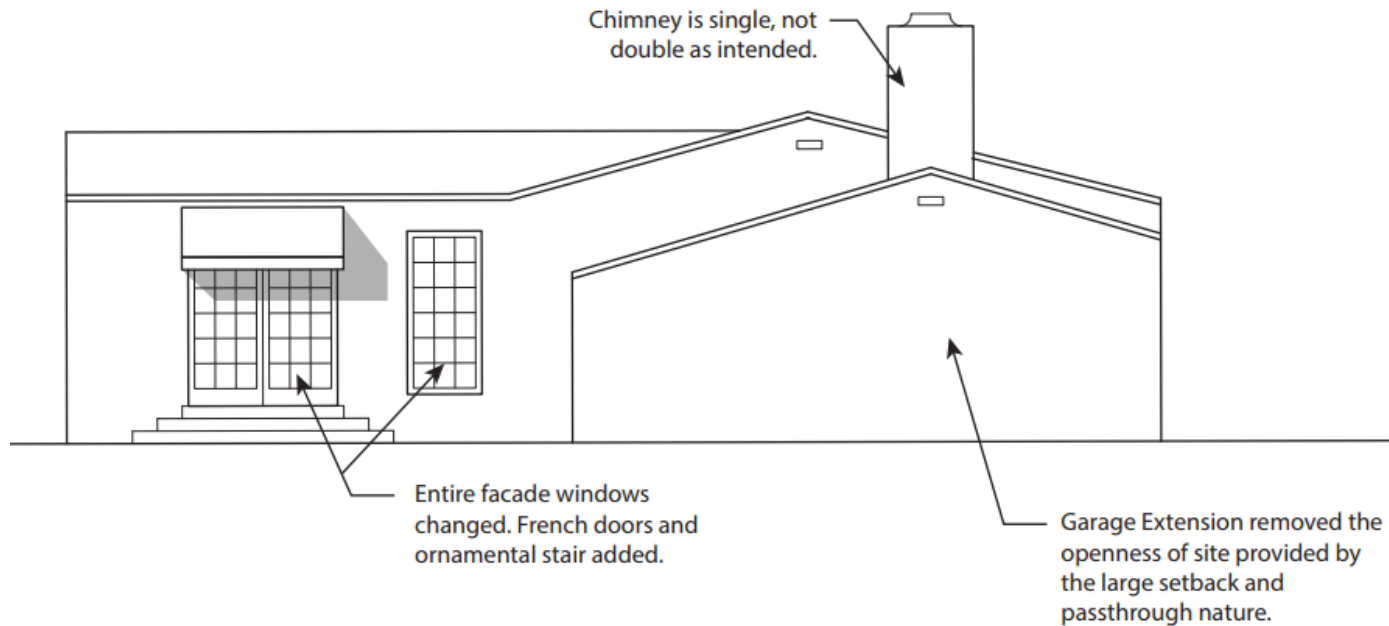 Chimney is single, not
double as intended.
Entire facade windows
changed. French doors and
ornamental stair added.
Garage Extension removed the
openness of site provided by
the large setback and
passthrough nature.